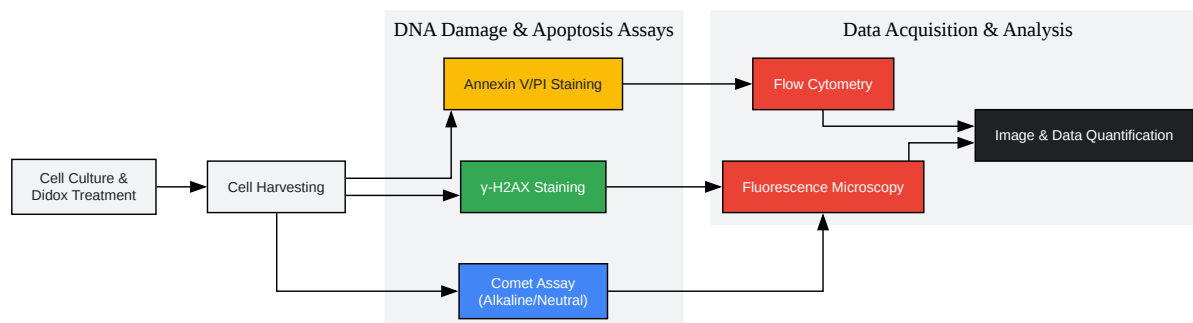 DNA Damage & Apoptosis Assays
Data Acquisition & Analysis
Annexin V/PI Staining
Flow Cytometry
Image & Data Quantification
Cell Culture &
Didox Treatment
Cell Harvesting
γ-H2AX Staining
Fluorescence Microscopy
Comet Assay
(Alkaline/Neutral)